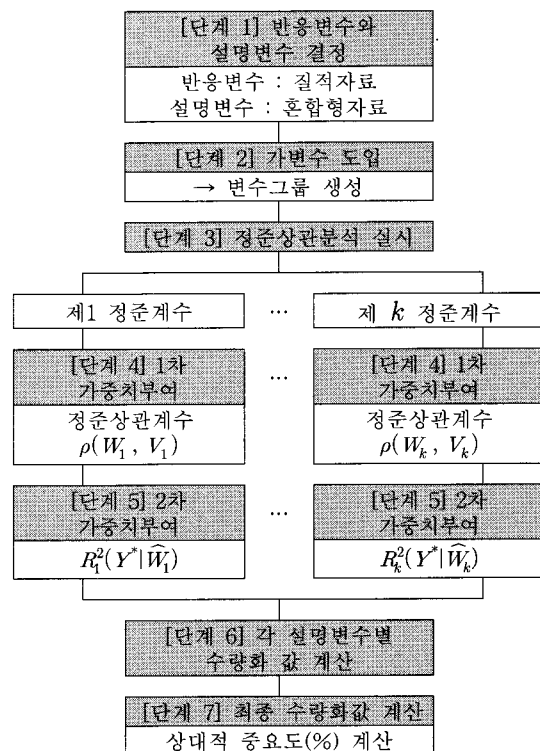 [단계 1] 반응변수와
설명변수 결정
반응변수 : 질적자료
설명변수 : 혼합형자료
[단계 2] 가변수 도입
→ 변수그룹 생성
[단계 3] 정준상관분석 실시
제1 정준계수 ⋯ 제 k 정준계수
[단계 4] 1차
가중치부여
정준상관계수
ρ(W₁, V₁)
⋯
[단계 4] 1차
가중치부여
정준상관계수
ρ(Wₖ, Vₖ)
[단계 5] 2차
가중치부여
R₁²(Y*|Ŵ₁)
⋯
[단계 5] 2차
가중치부여
Rₖ²(Y*|Ŵₖ)
[단계 6] 각 설명변수별
수량화 값 계산
[단계 7] 최종 수량화값 계산
상대적 중요도(%) 계산